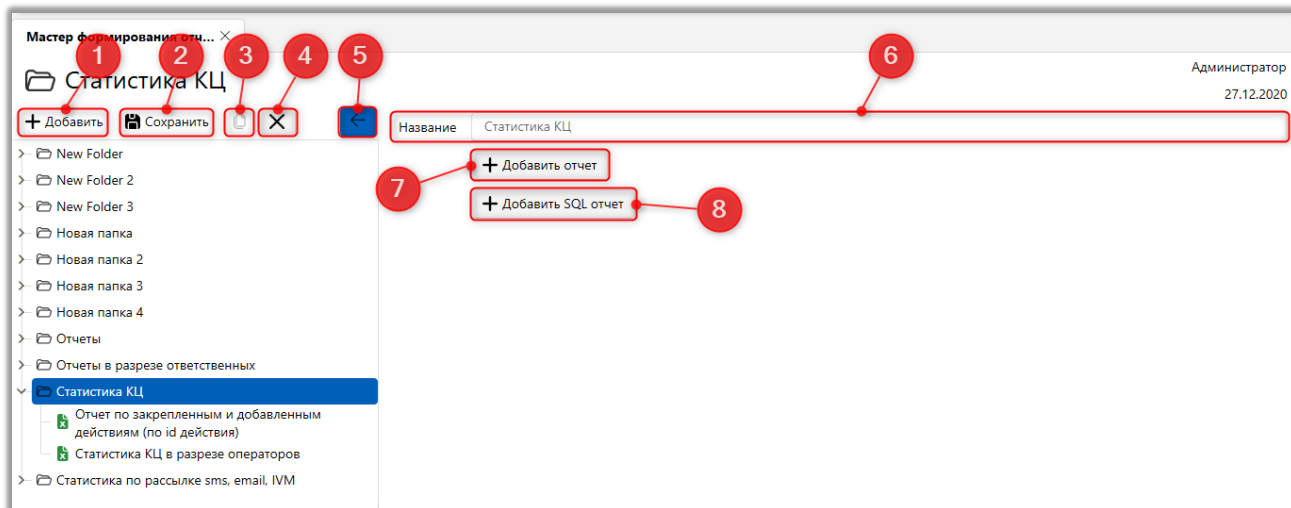 Мастер формирования отч...
1 2 3 4 5 6
Статистика КЦ
Администратор
27.12.2020
Добавить Сохранить
Название Статистика КЦ
New Folder
Добавить отчет
New Folder 2
7
New Folder 3
Добавить SQL отчет
8
Новая папка
Новая папка 2
Новая папка 3
Новая папка 4
Отчеты
Отчеты в разрезе ответственных
Статистика КЦ
Отчет по закрепленным и добавленным
действиям (по id действия)
Статистика КЦ в разрезе операторов
Статистика по рассылке sms, email, IVM